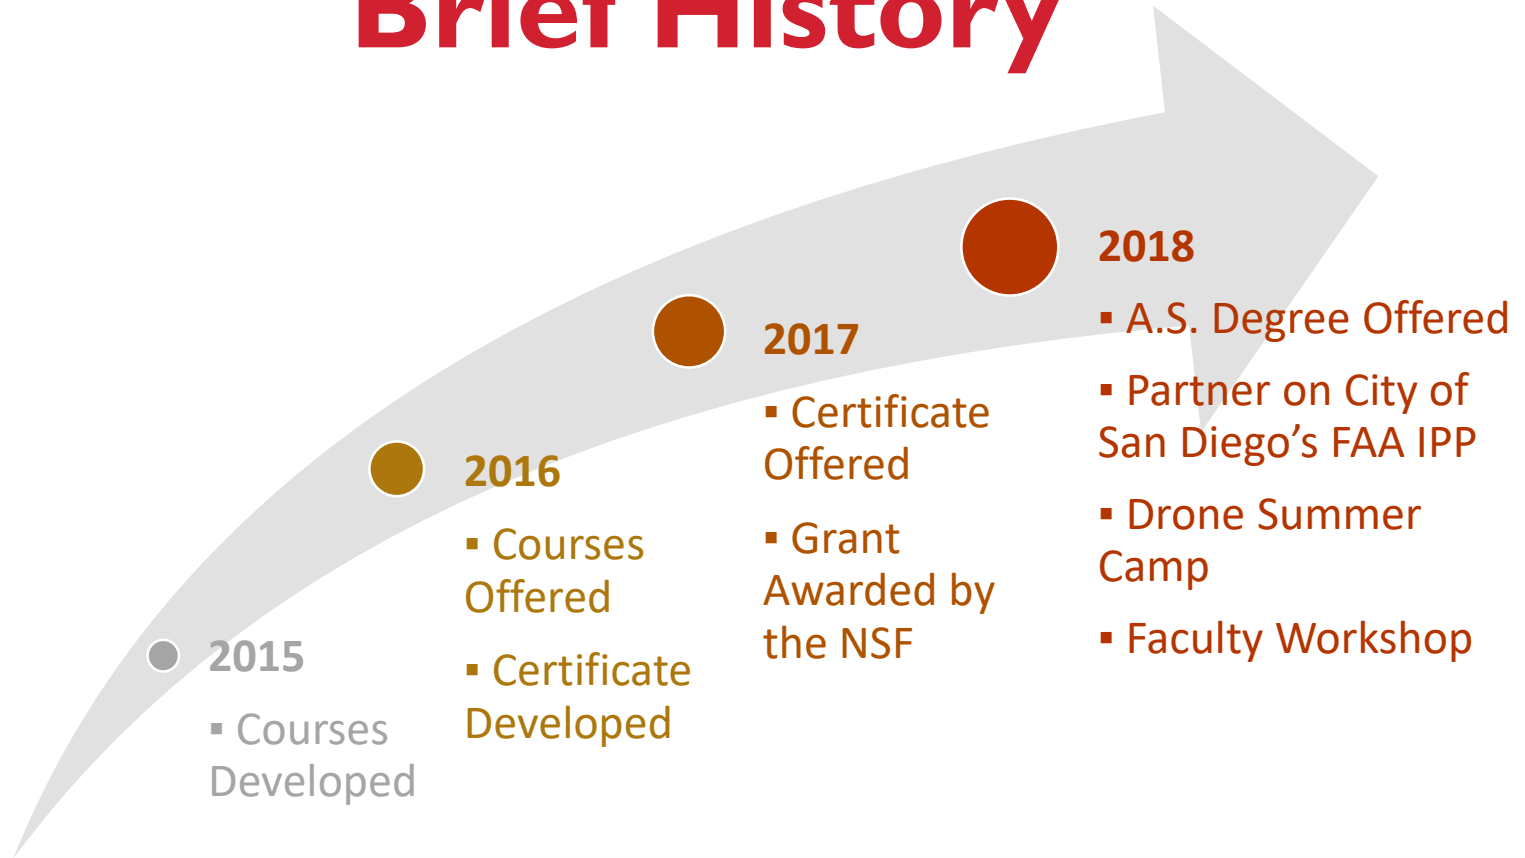 Brief History
2015
▪ Courses
Developed
2016
▪ Courses
Offered
▪ Certificate
Developed
2017
▪ Certificate
Offered
▪ Grant
Awarded by
the NSF
2018
▪ A.S. Degree Offered
▪ Partner on City of
San Diego’s FAA IPP
▪ Drone Summer
Camp
▪ Faculty Workshop